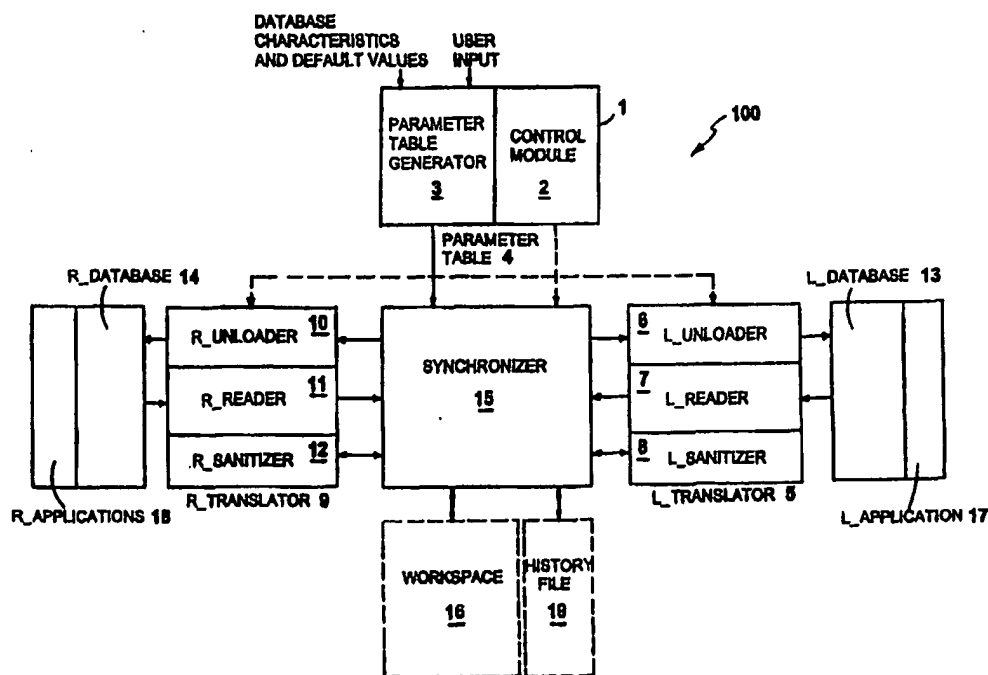 DATABASE
CHARACTERISTICS
AND DEFAULT VALUES
USER
INPUT
1
100
PARAMETER
TABLE
GENERATOR
3
CONTROL
MODULE
2
PARAMETER
TABLE 4
R_DATABASE 14
L_DATABASE 13
R_UNLOADER 10
R_READER 11
R_SANITIZER 12
R_TRANSLATOR 9
R_APPLICATIONS 18
SYNCHRONIZER
15
6 L_UNLOADER
7 L_READER
8 L_SANITIZER
L_TRANSLATOR 5
L_APPLICATION 17
WORKSPACE
16
HISTORY
FILE
19